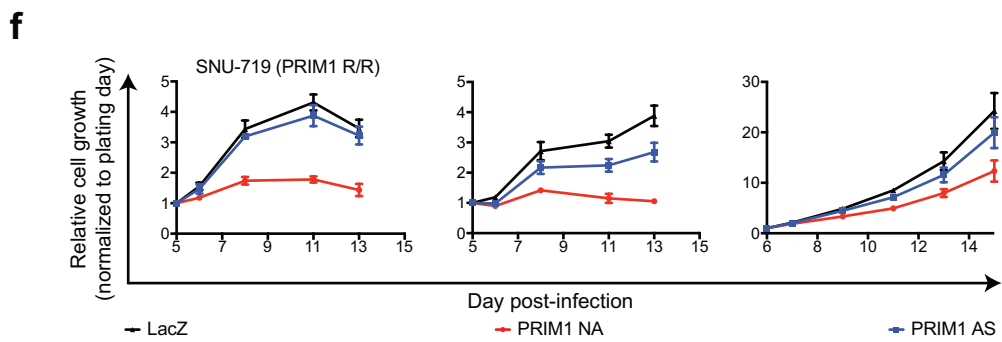 f
SNU-719 (PRIM1 R/R)
Relative cell growth
(normalized to plating day)
5
4
3
2
1
0
5 7 9 11 13 15
5
4
3
2
1
0
5 7 9 11 13 15
30
20
10
0
6 8 10 12 14
Day post-infection
LacZ PRIM1 NA PRIM1 AS